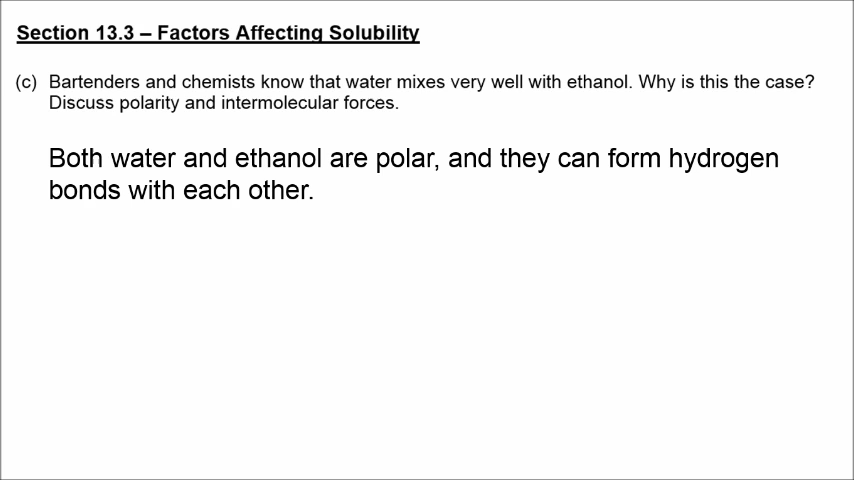 Section 13.3 – Factors Affecting Solubility
(c) Bartenders and chemists know that water mixes very well with ethanol. Why is this the case?
Discuss polarity and intermolecular forces.
Both water and ethanol are polar, and they can form hydrogen
bonds with each other.